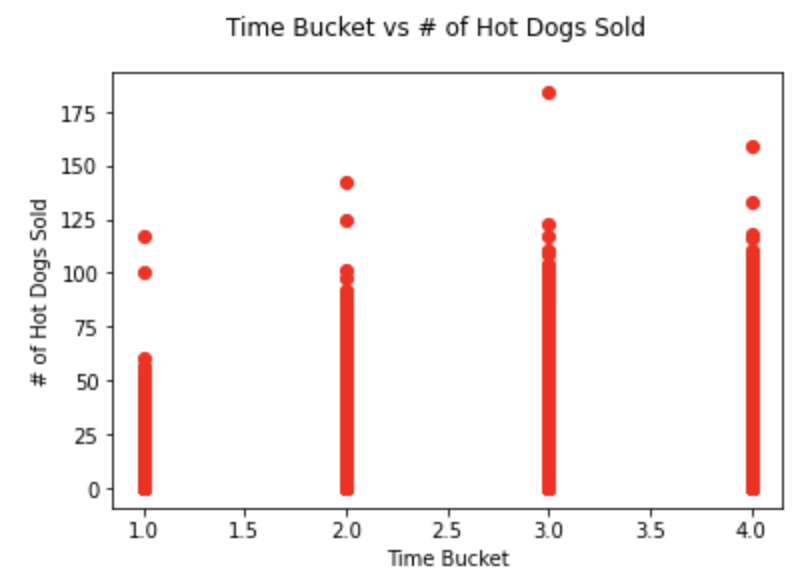 Time Bucket vs # of Hot Dogs Sold
175
150
125
100
75
50
25
0
# of Hot Dogs Sold
1.0 1.5 2.0 2.5 3.0 3.5 4.0
Time Bucket